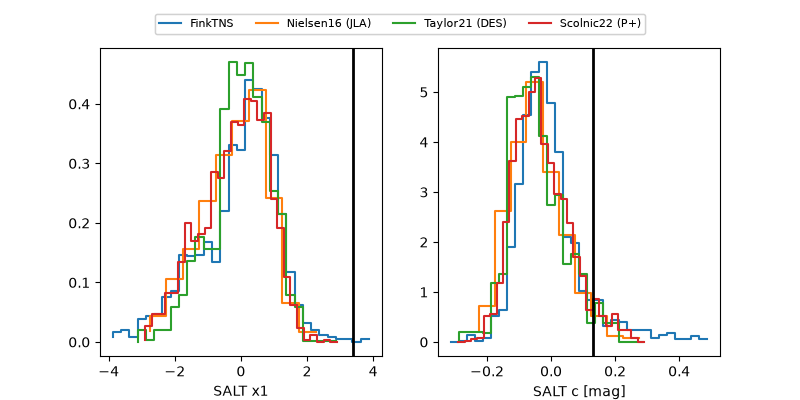 FinkTNS Nielsen16 (JLA) Taylor21 (DES) Scolnic22 (P+)
0.4
0.3
0.2
0.1
0.0
−4 −2 0 2 4
SALT x1
5
4
3
2
1
0
−0.2 0.0 0.2 0.4
SALT c [mag]